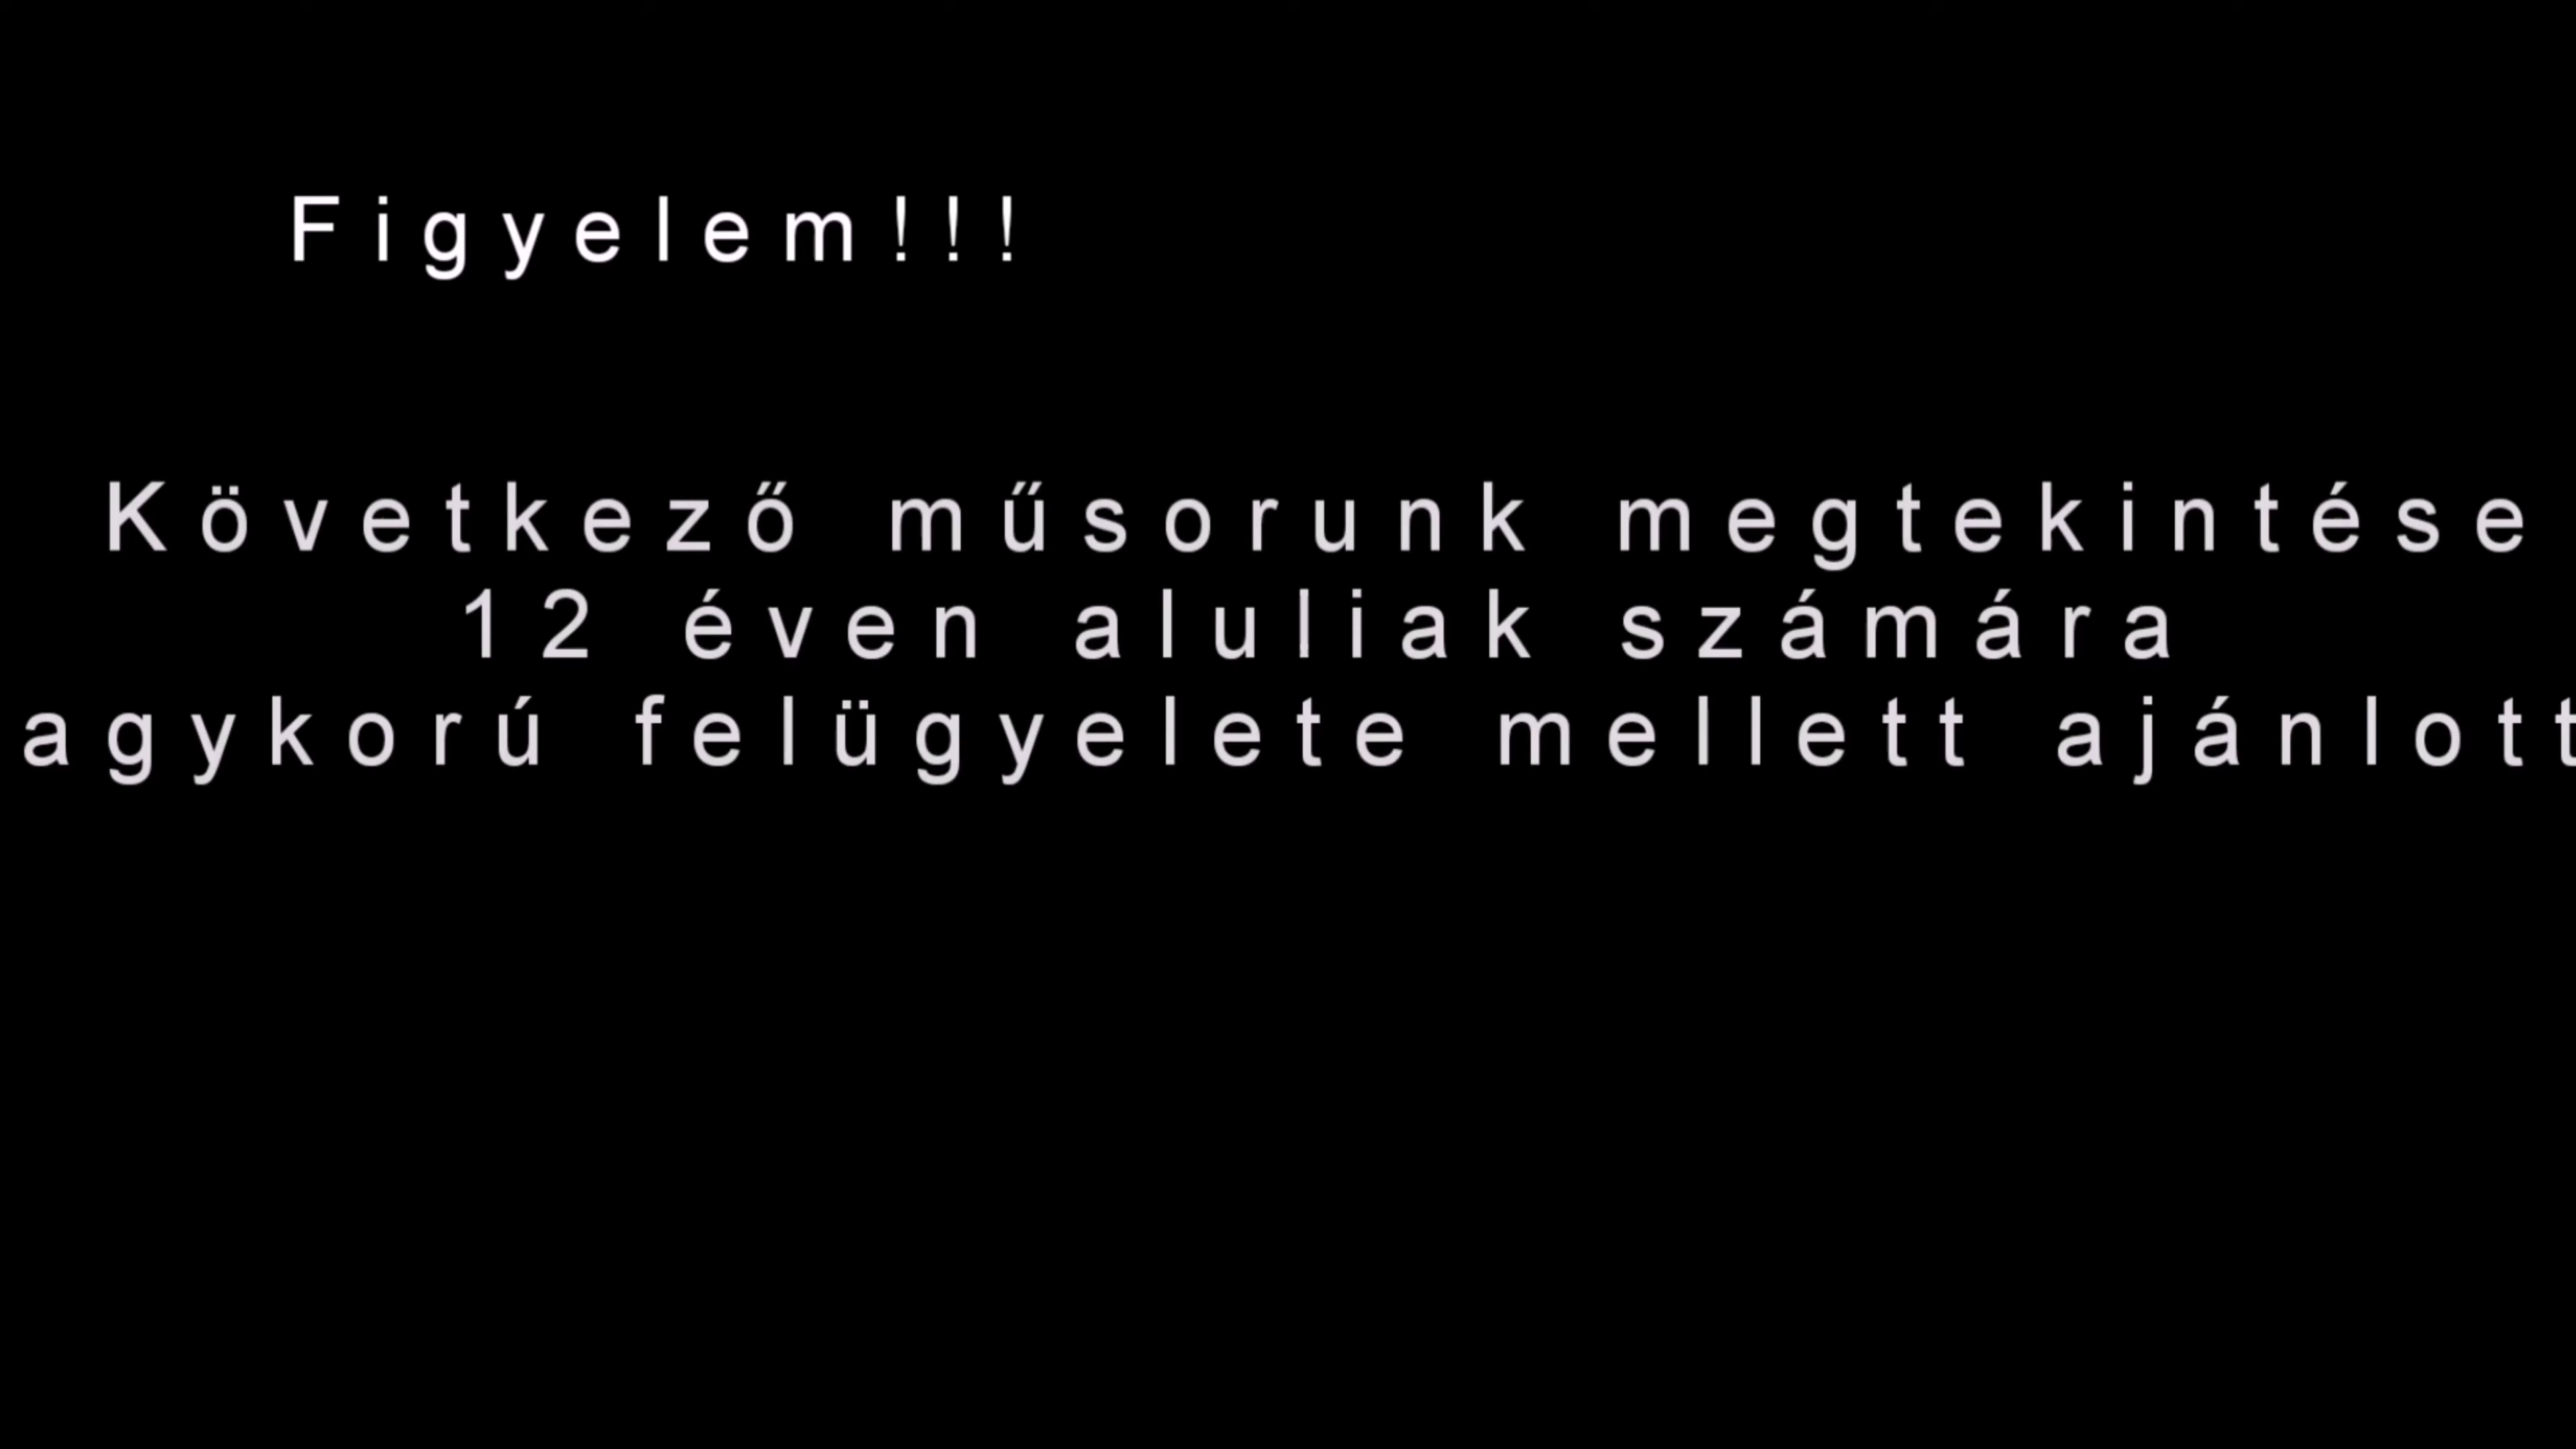 Figyelem!!!
Következő műsorunk megtekintése
12 éven aluliak számára
agykorú felügyelete mellett ajánlott